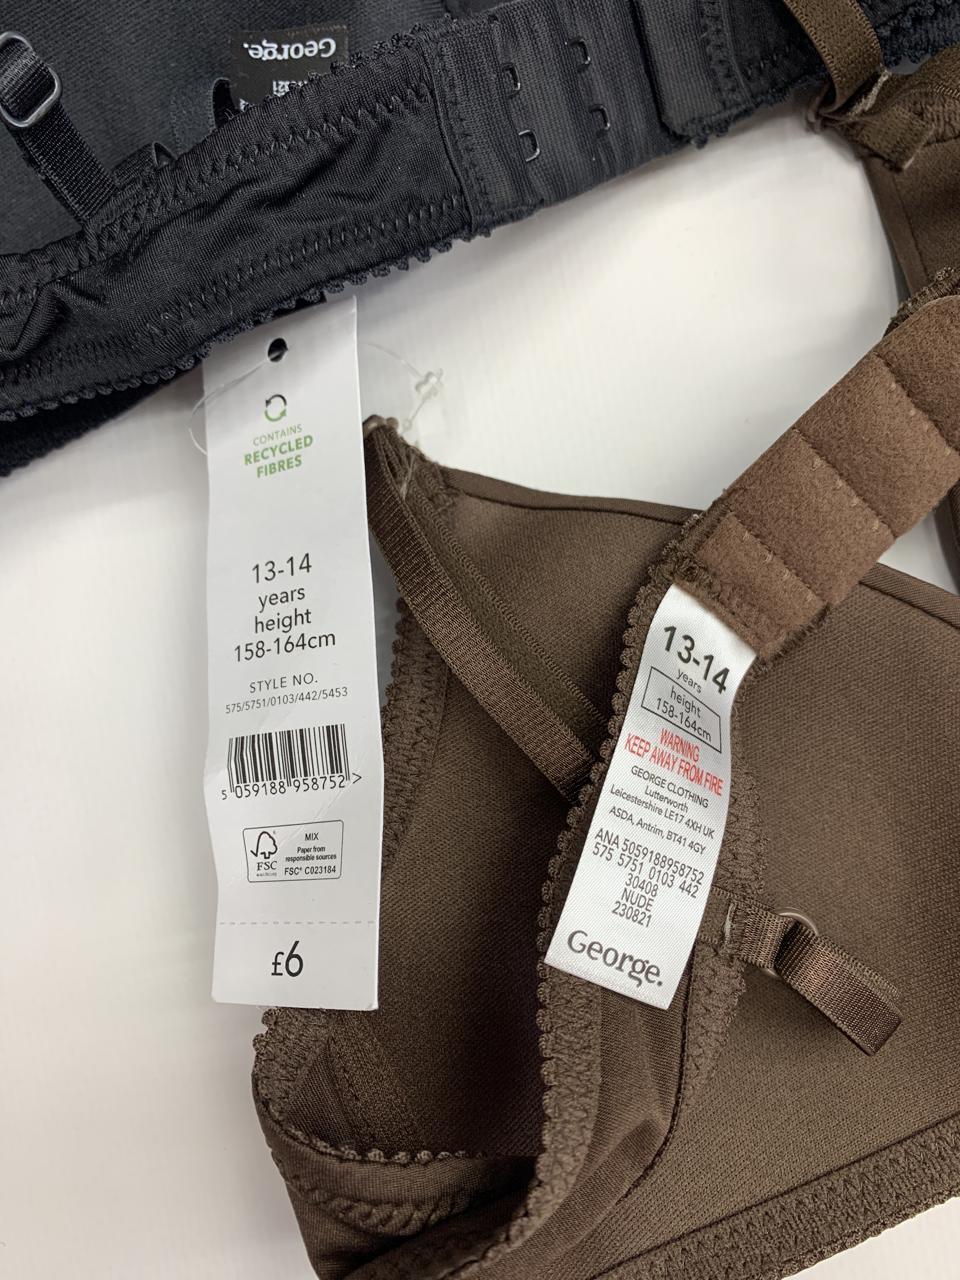 George.
CONTAINS
RECYCLED
FIBRES
13-14
years
height
158-164cm
STYLE NO.
575/5751/0103/442/5453
5 059188 958752 >
FSC
MIX
Paper from
responsible sources
FSC® C023184
£6
13-14
years
height
158-164cm
WARNING
KEEP AWAY FROM FIRE
GEORGE CLOTHING
Lutterworth
Leicestershire LE17 4XH UK
ASDA, Antrim, BT41 4GY
ANA 5059188958752
575 5751 0103 442
30408
NUDE
230821
George.